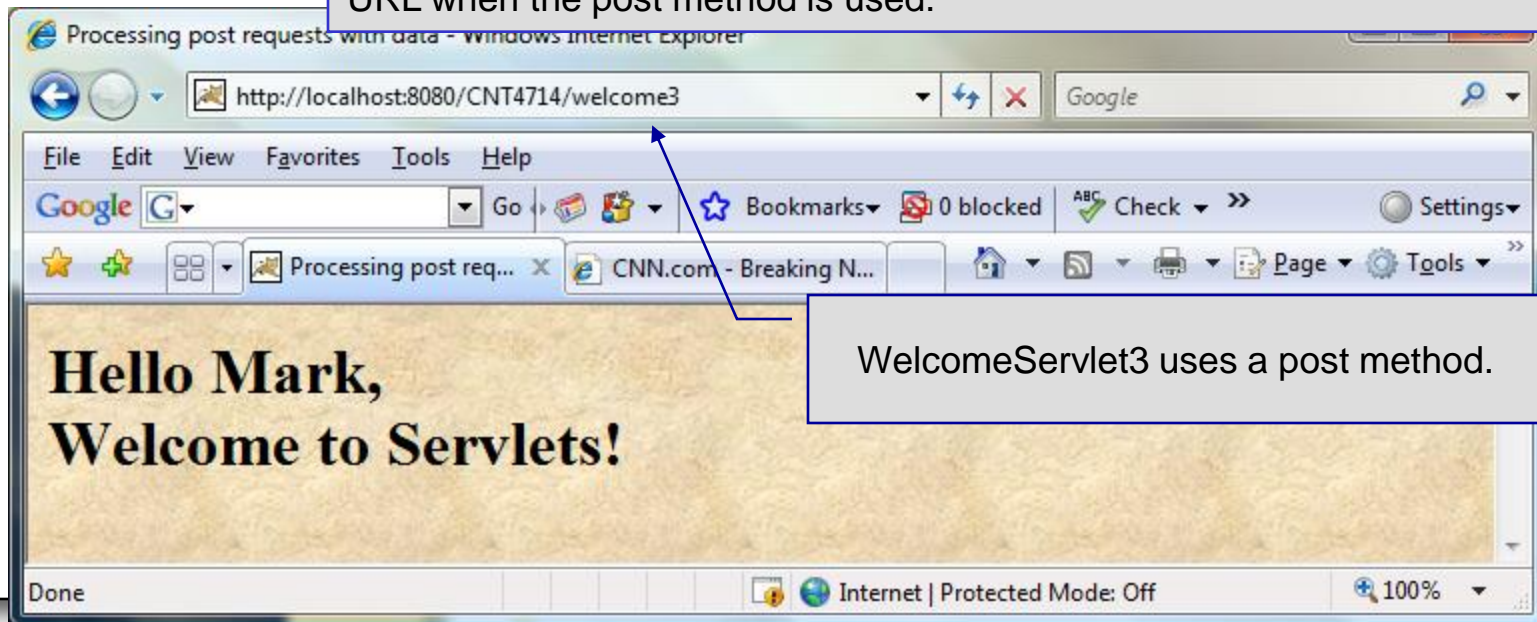 URL when the post method is used.
Processing post requests with data - Windows Internet Explorer
http://localhost:8080/CNT4714/welcome3
Google
File Edit View Favorites Tools Help
Google G Go Bookmarks 0 blocked ABC Check >> Settings
Processing post req... CNN.com - Breaking N... Page Tools >>
WelcomeServlet3 uses a post method.
Hello Mark,
Welcome to Servlets!
Done Internet | Protected Mode: Off 100%